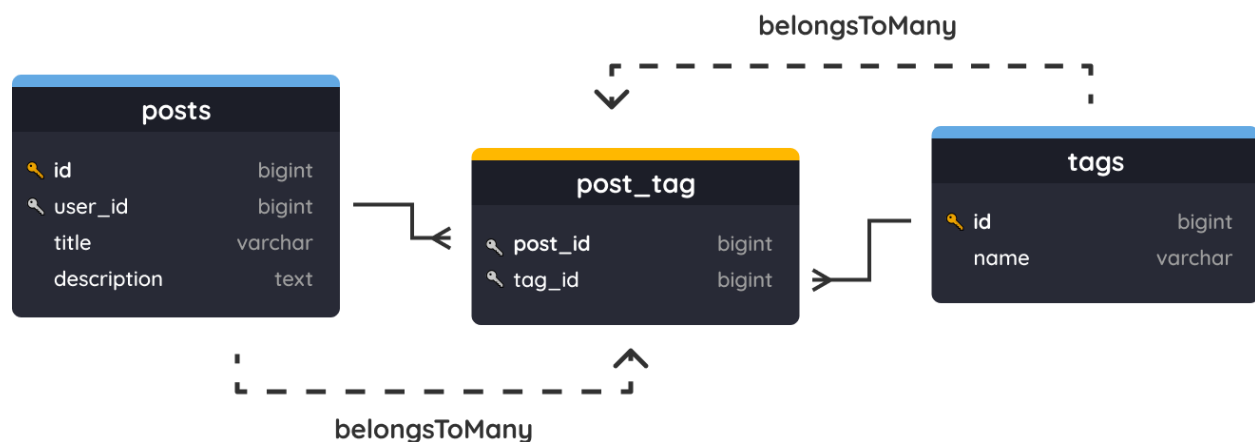 belongsToMany
posts
id bigint
user_id bigint
title varchar
description text
post_tag
post_id bigint
tag_id bigint
tags
id bigint
name varchar
belongsToMany